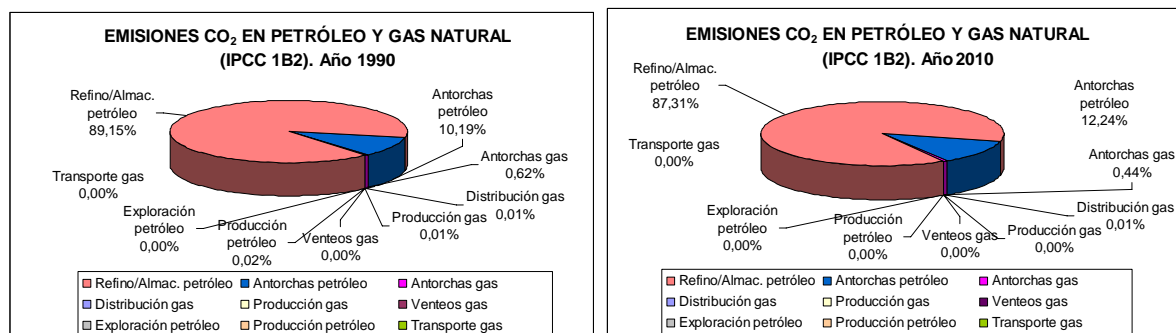 EMISIONES CO₂ EN PETRÓLEO Y GAS NATURAL
(IPCC 1B2). Año 1990
Refino/Almac.
petróleo
89,15%
Antorchas
petróleo
10,19%
Antorchas gas
0,62%
Distribución gas
0,01%
Producción gas
0,01%
Venteos gas
0,00%
Producción
petróleo
0,02%
Exploración
petróleo
0,00%
Transporte gas
0,00%
Refino/Almac. petróleo
Antorchas petróleo
Antorchas gas
Distribución gas
Producción gas
Venteos gas
Exploración petróleo
Producción petróleo
Transporte gas
EMISIONES CO₂ EN PETRÓLEO Y GAS NATURAL
(IPCC 1B2). Año 2010
Refino/Almac.
petróleo
87,31%
Antorchas
petróleo
12,24%
Antorchas gas
0,44%
Distribución gas
0,01%
Producción gas
0,00%
Venteos gas
0,00%
Producción
petróleo
0,00%
Exploración
petróleo
0,00%
Transporte gas
0,00%
Refino/Almac. petróleo
Antorchas petróleo
Antorchas gas
Distribución gas
Producción gas
Venteos gas
Exploración petróleo
Producción petróleo
Transporte gas